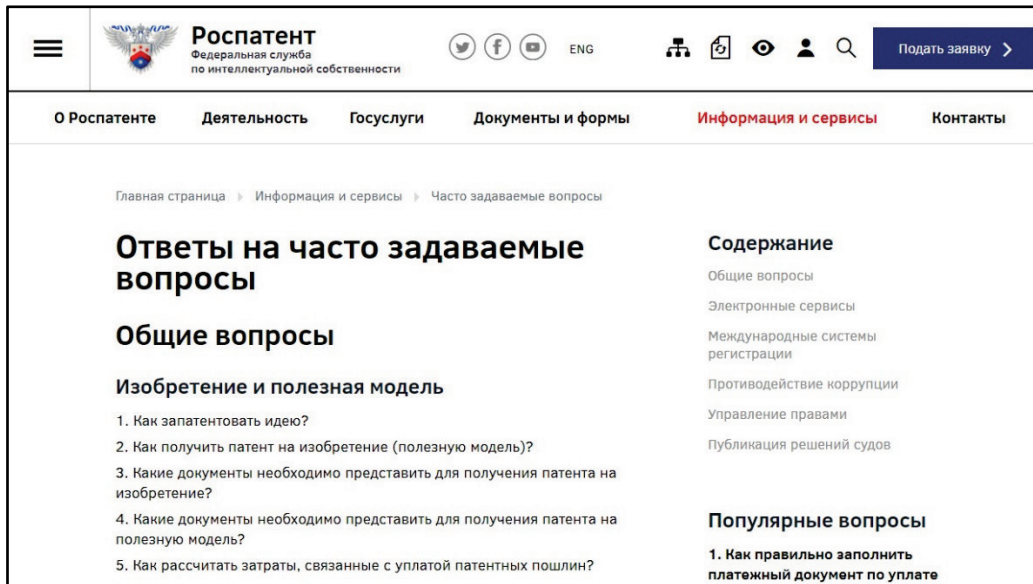 Роспатент
Федеральная служба
по интеллектуальной собственности
ENG
Подать заявку
О Роспатенте
Деятельность
Госуслуги
Документы и формы
Информация и сервисы
Контакты
Главная страница
Информация и сервисы
Часто задаваемые вопросы
Ответы на часто задаваемые
вопросы
Общие вопросы
Изобретение и полезная модель
1. Как запатентовать идею?
2. Как получить патент на изобретение (полезную модель)?
3. Какие документы необходимо представить для получения патента на
изобретение?
4. Какие документы необходимо представить для получения патента на
полезную модель?
5. Как рассчитать затраты, связанные с уплатой патентных пошлин?
Содержание
Общие вопросы
Электронные сервисы
Международные системы
регистрации
Противодействие коррупции
Управление правами
Публикация решений судов
Популярные вопросы
1. Как правильно заполнить
платежный документ по уплате